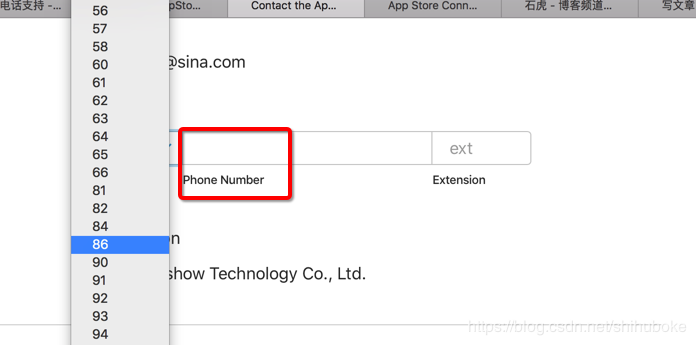 电话支持 -...
pSto...
Contact the Ap...
App Store Conn...
石虎 - 博客频道...
写文章
56
57
58
60
61
62
63
64
65
66
81
82
84
86
90
91
92
93
94
@sina.com
ext
Phone Number
Extension
on
show Technology Co., Ltd.
https://blog.csdn.net/shihuboke